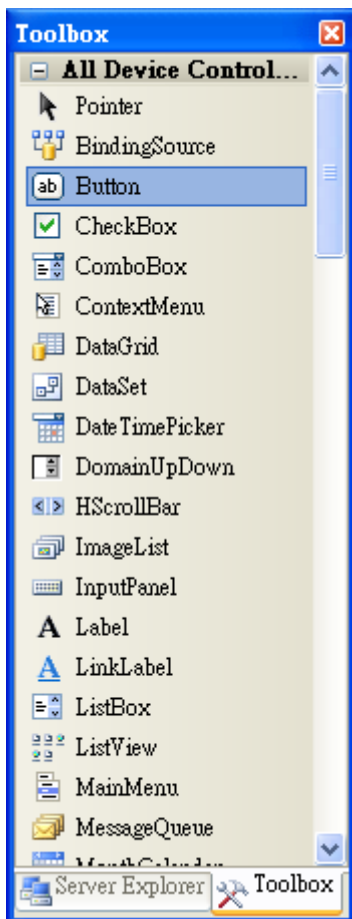 Toolbox
All Device Control...
Pointer
BindingSource
ab Button
CheckBox
ComboBox
ContextMenu
DataGrid
DataSet
DateTimePicker
DomainUpDown
HScrollBar
ImageList
InputPanel
A Label
A LinkLabel
ListBox
ListView
MainMenu
MessageQueue
MonthCalendar
Server Explorer Toolbox